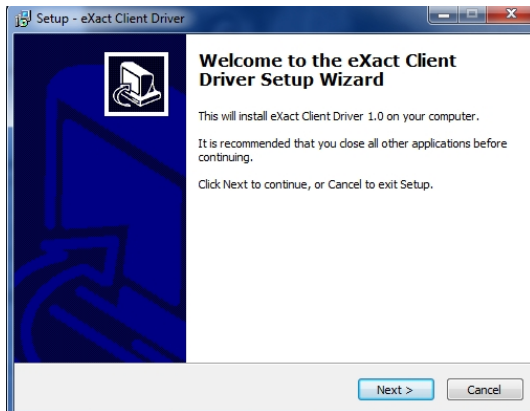 Setup - eXact Client Driver
Welcome to the eXact Client
Driver Setup Wizard
This will install eXact Client Driver 1.0 on your computer.
It is recommended that you close all other applications before
continuing.
Click Next to continue, or Cancel to exit Setup.
Next >
Cancel